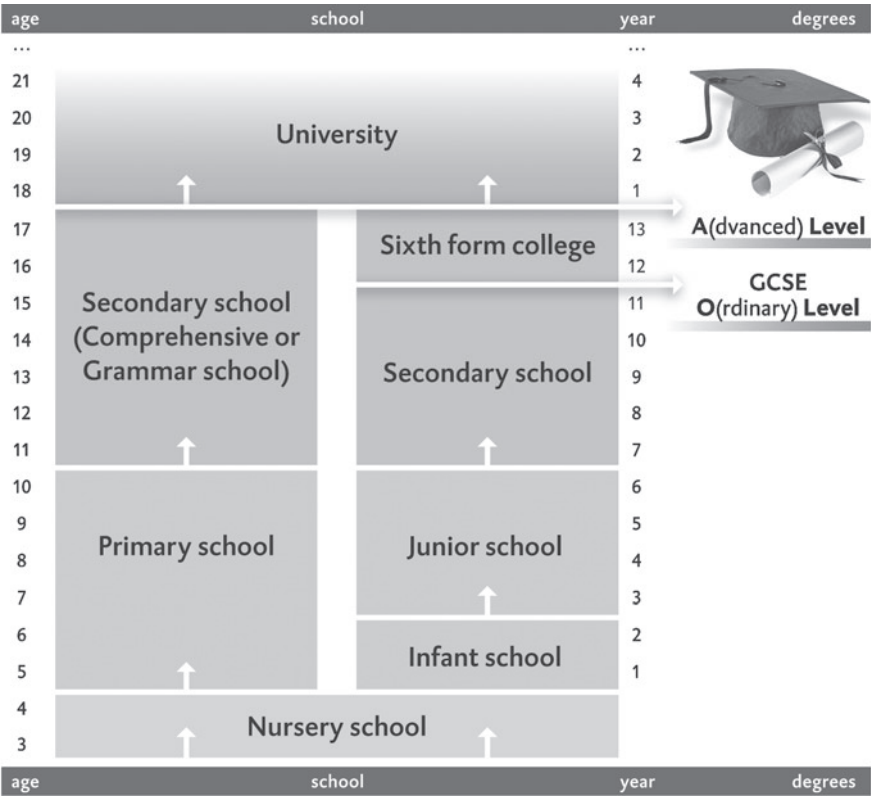 age school year degrees
... ...
21 4
20 University 3
19 2
18 1
17 13
A(dvanced) Level
Sixth form college
16 12
GCSE
O(rdinary) Level
15 11
Secondary school
(Comprehensive or
Grammar school)
14 10
13 Secondary school 9
12 8
11 7
10 6
9 5
Primary school Junior school
8 4
7 3
6 2
Infant school
5 1
4
Nursery school
3
age school year degrees